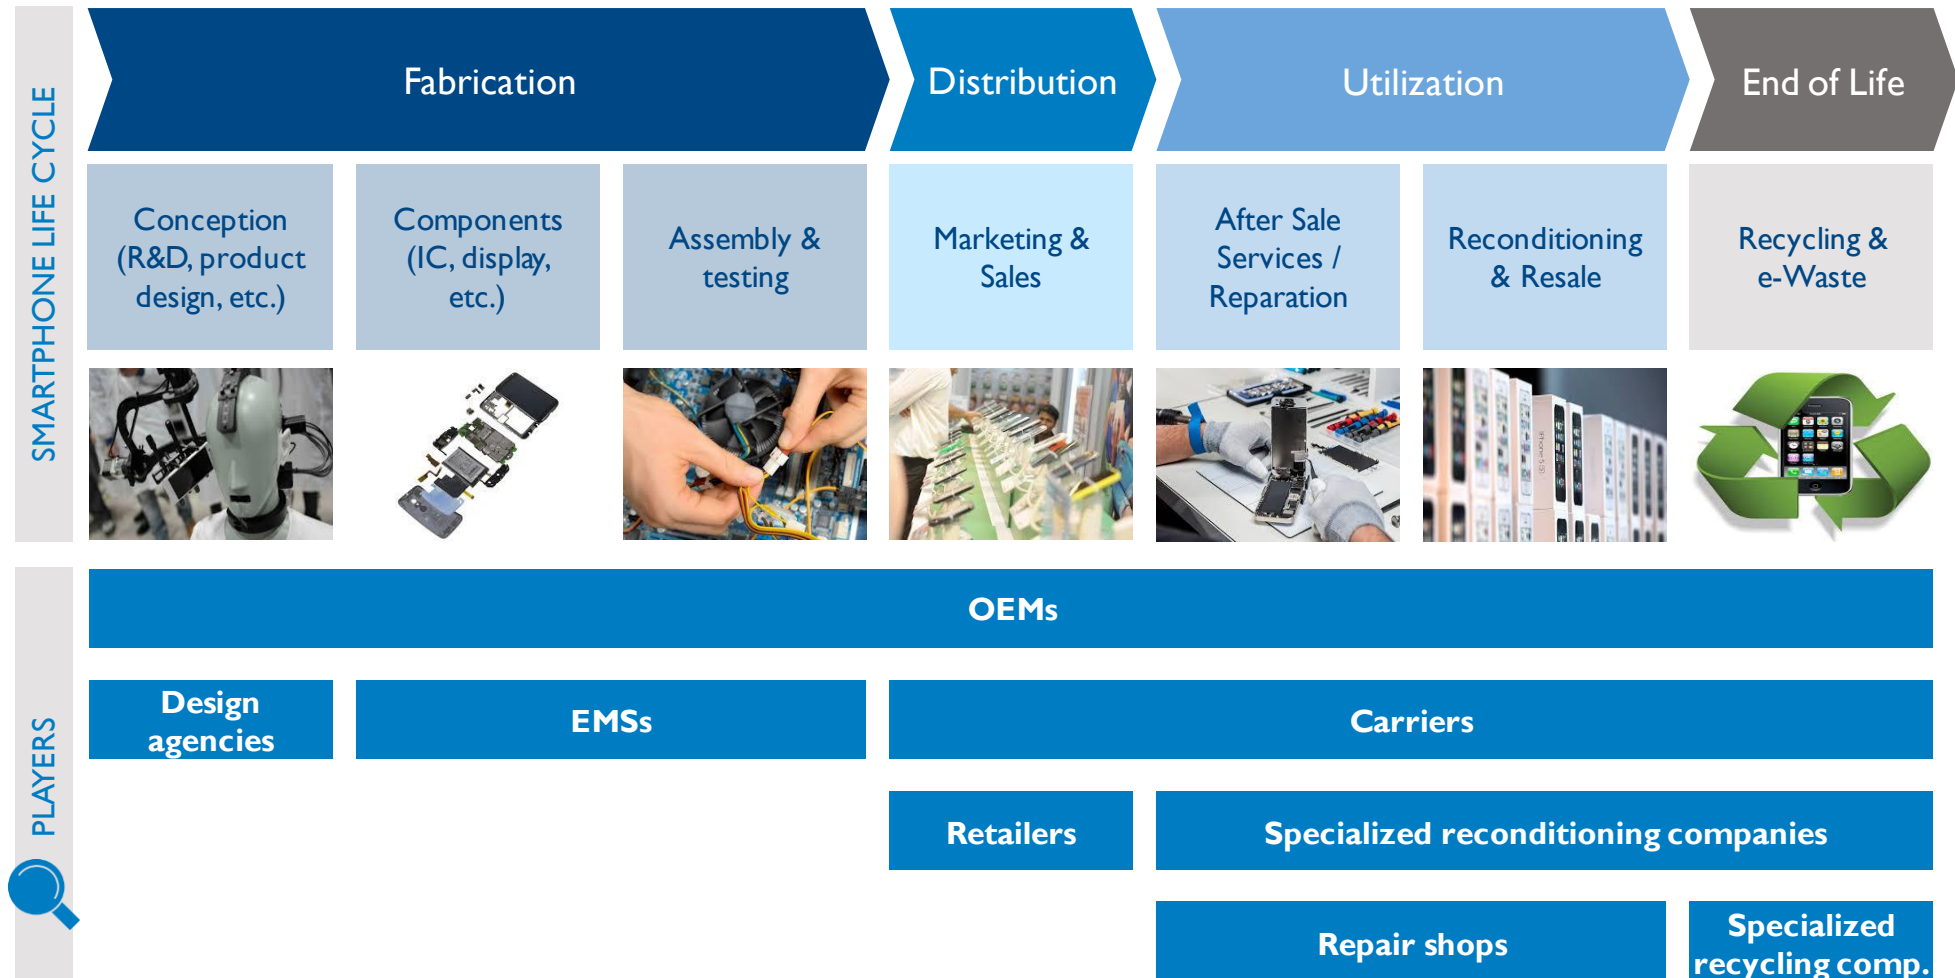 SMARTPHONE LIFE CYCLE
Fabrication
Distribution
Utilization
End of Life
Conception
(R&D, product
design, etc.)
Components
(IC, display,
etc.)
Assembly &
testing
Marketing &
Sales
After Sale
Services /
Reparation
Reconditioning
& Resale
Recycling &
e-Waste
PLAYERS
OEMs
Design
agencies
EMSs
Carriers
Retailers
Specialized reconditioning companies
Repair shops
Specialized
recycling comp.